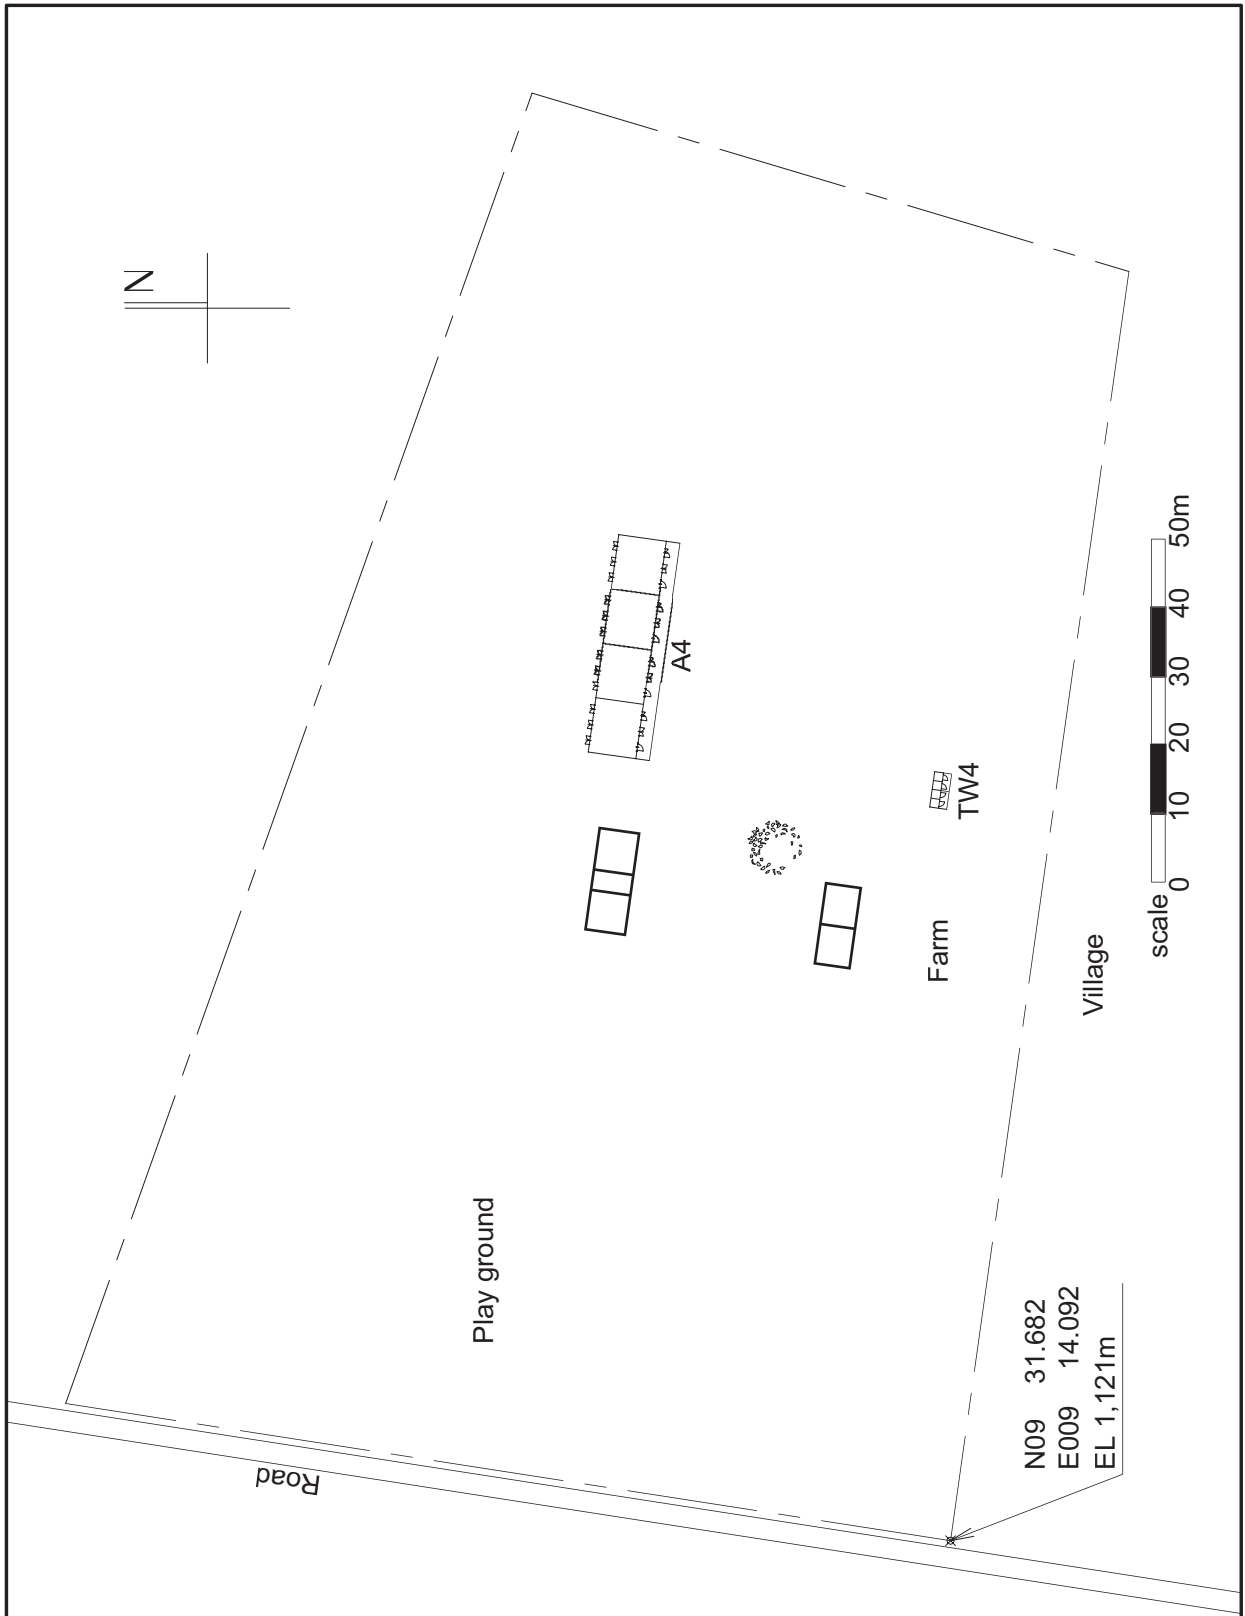 N
A4
TW4
Play ground
Farm
Village
Road
scale
0 10 20 30 40 50m
N09 31.682
E009 14.092
EL 1,121m